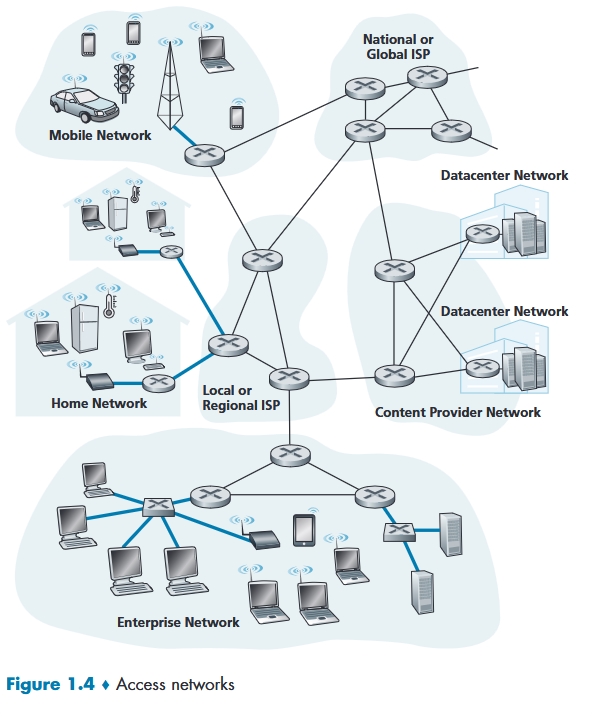 National or
Global ISP
Mobile Network
Datacenter Network
Datacenter Network
Home Network
Local or
Regional ISP
Content Provider Network
Enterprise Network
Figure 1.4 ♦ Access networks